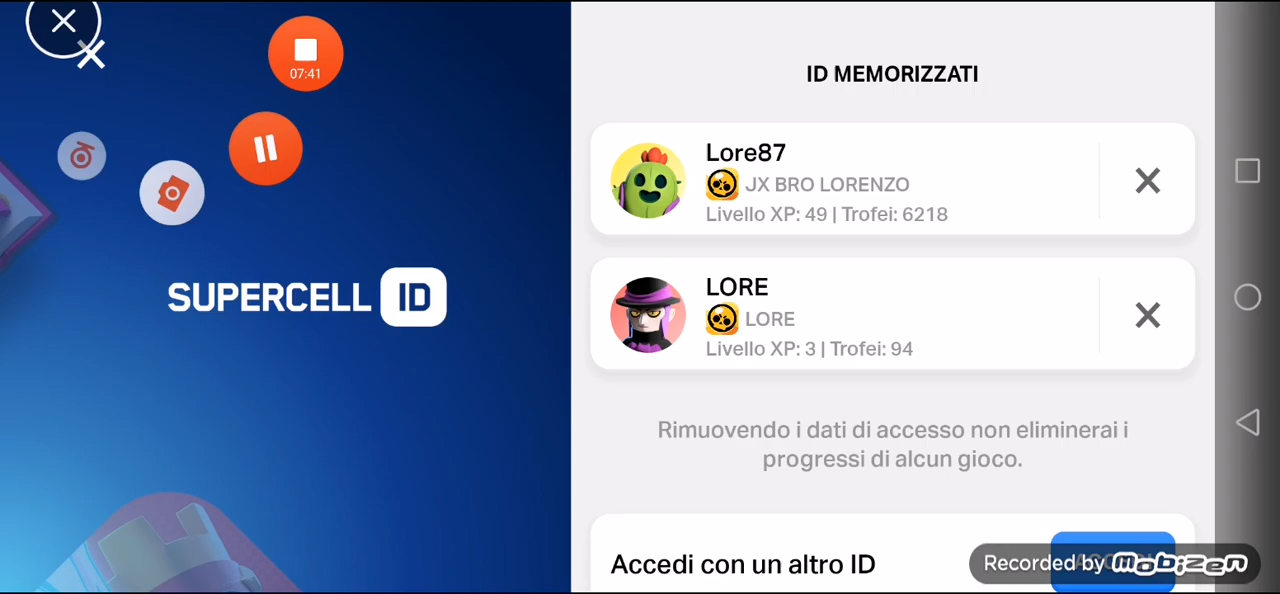 07:41
SUPERCELL ID
ID MEMORIZZATI
Lore87
JX BRO LORENZO
Livello XP: 49 | Trofei: 6218
LORE
LORE
Livello XP: 3 | Trofei: 94
Rimuovendo i dati di accesso non eliminerai i
progressi di alcun gioco.
Accedi con un altro ID
Recorded by mobizen